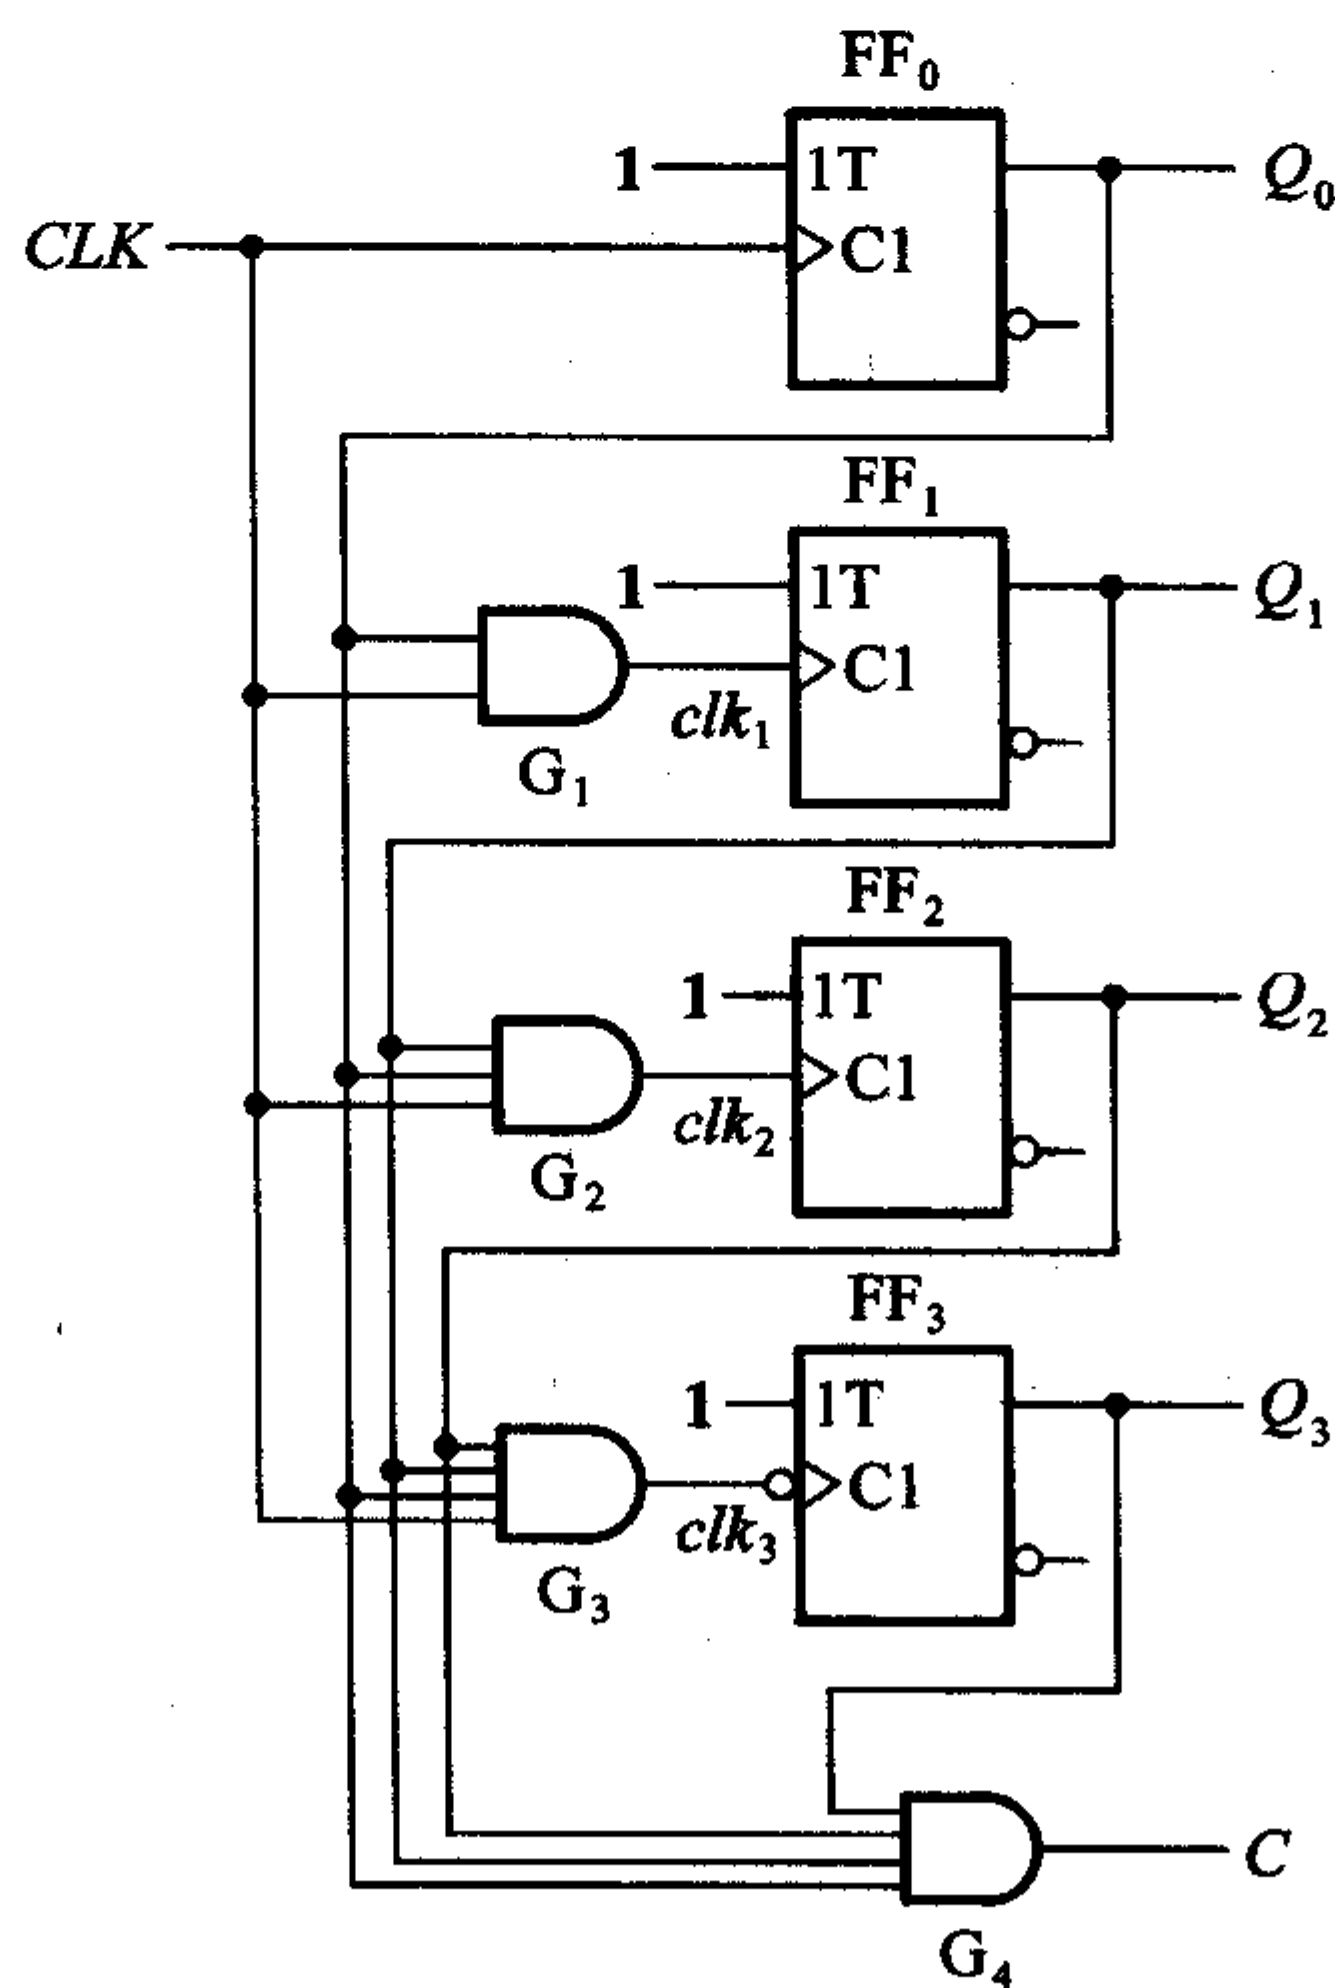 FF₀
1 1T Q₀
CLK C1
FF₁
1 1T Q₁
C1
clk₁
G₁
FF₂
1 1T Q₂
C1
clk₂
G₂
FF₃
1 1T Q₃
C1
clk₃
G₃
C
G₄